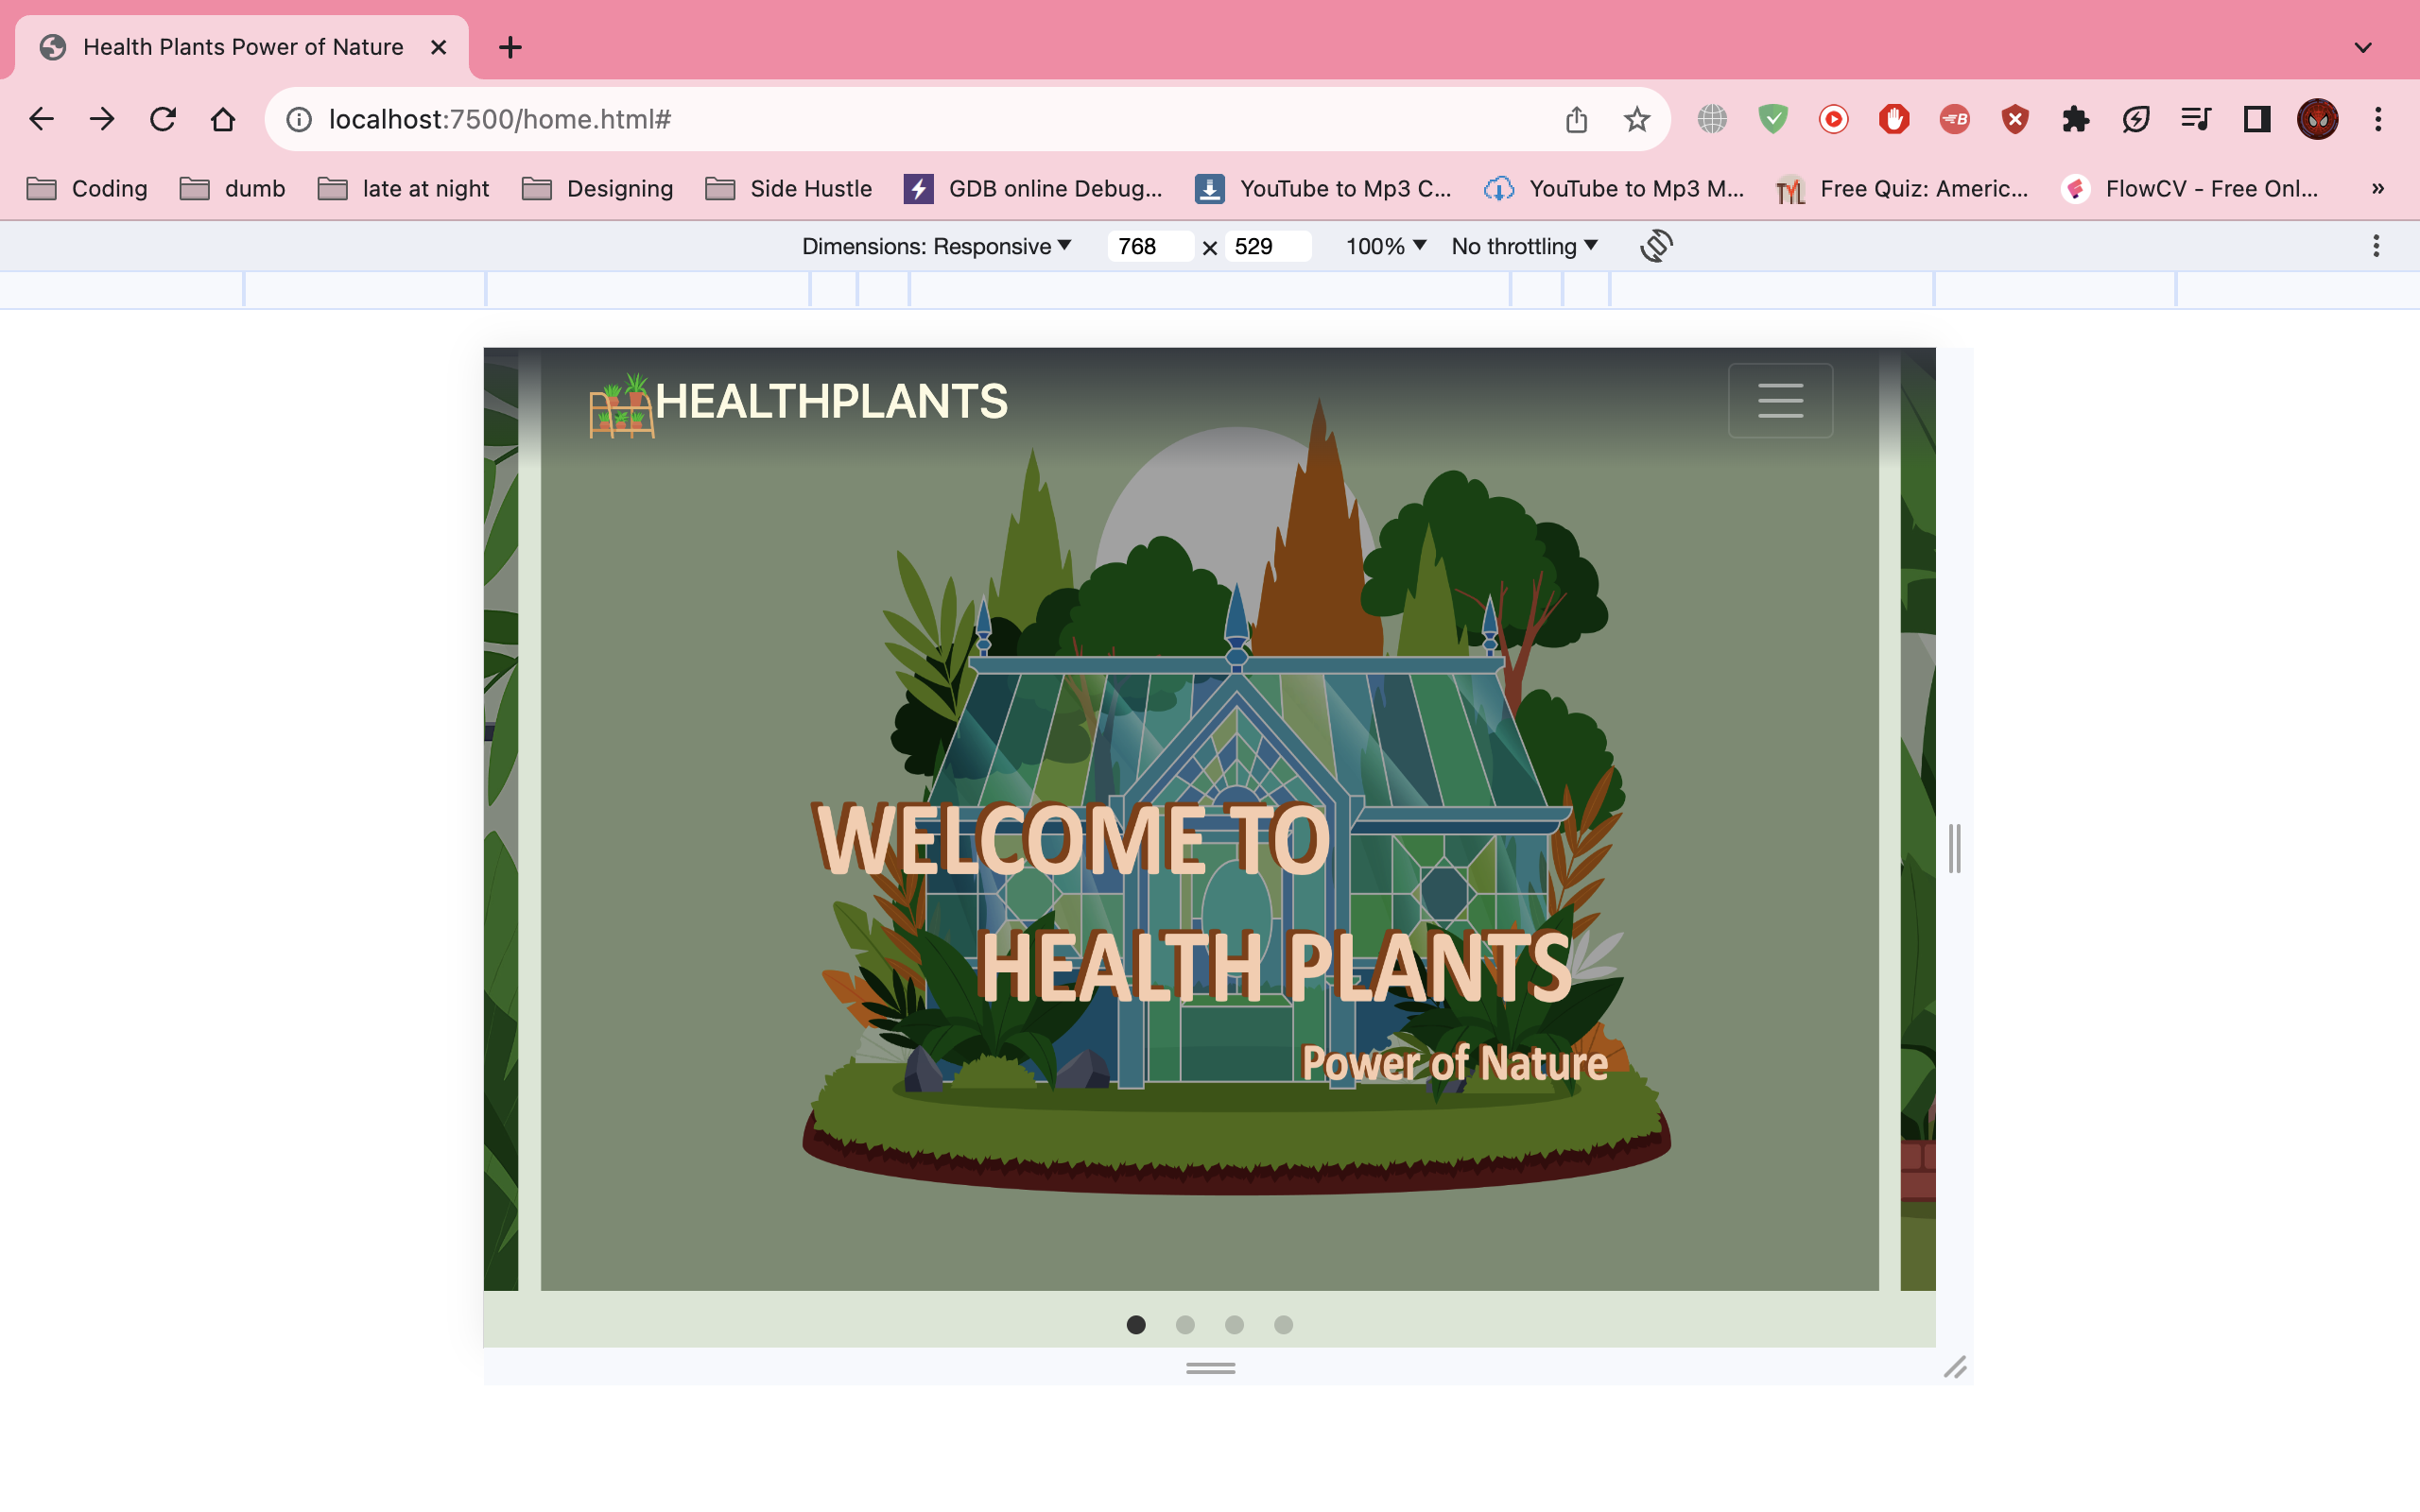 Health Plants Power of Nature
localhost:7500/home.html#
Coding dumb late at night Designing Side Hustle GDB online Debug... YouTube to Mp3 C... YouTube to Mp3 M... Free Quiz: Americ... FlowCV - Free Onl... »
Dimensions: Responsive 768 × 529 100% No throttling
HEALTHPLANTS
WELCOME TO
HEALTH PLANTS
Power of Nature